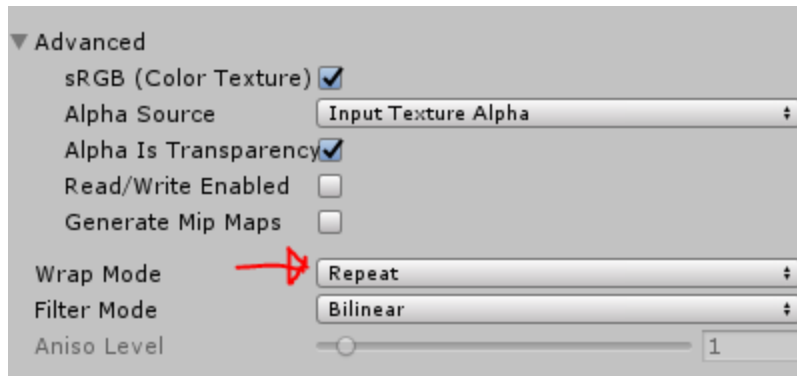 Advanced
sRGB (Color Texture)
Alpha Source Input Texture Alpha
Alpha Is Transparency
Read/Write Enabled
Generate Mip Maps
Wrap Mode Repeat
Filter Mode Bilinear
Aniso Level 1